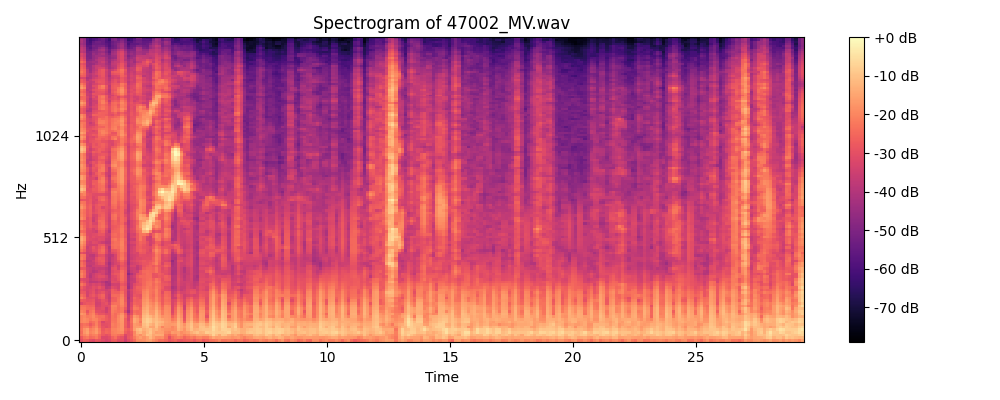 Spectrogram of 47002_MV.wav
Hz
1024
512
0
0 5 10 15 20 25
Time
+0 dB
-10 dB
-20 dB
-30 dB
-40 dB
-50 dB
-60 dB
-70 dB